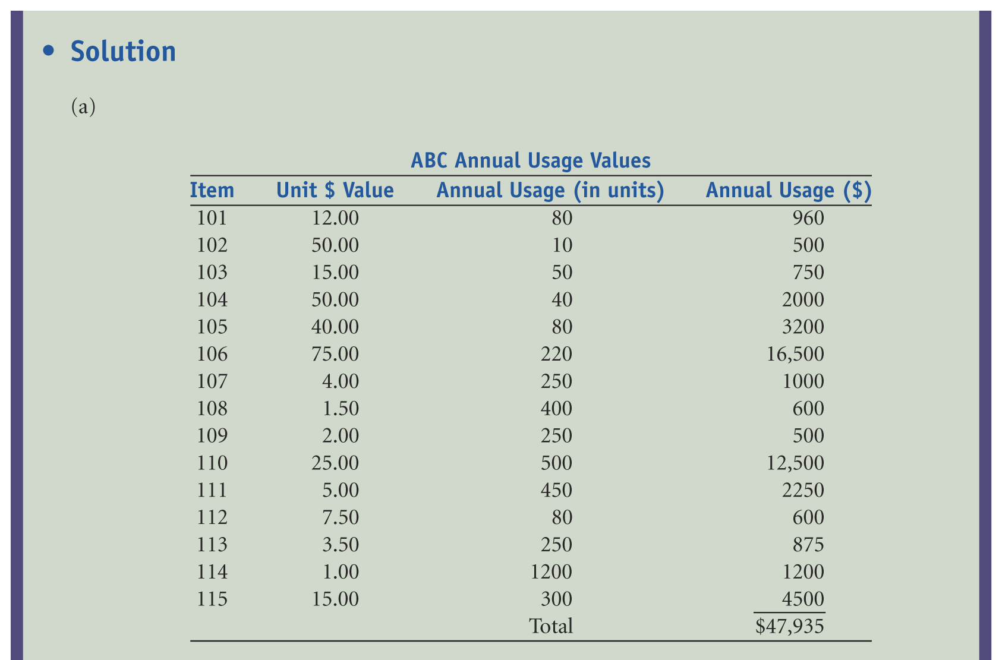 • Solution
(a)
ABC Annual Usage Values
Item Unit $ Value Annual Usage (in units) Annual Usage ($)
101 12.00 80 960
102 50.00 10 500
103 15.00 50 750
104 50.00 40 2000
105 40.00 80 3200
106 75.00 220 16,500
107 4.00 250 1000
108 1.50 400 600
109 2.00 250 500
110 25.00 500 12,500
111 5.00 450 2250
112 7.50 80 600
113 3.50 250 875
114 1.00 1200 1200
115 15.00 300 4500
Total $47,935